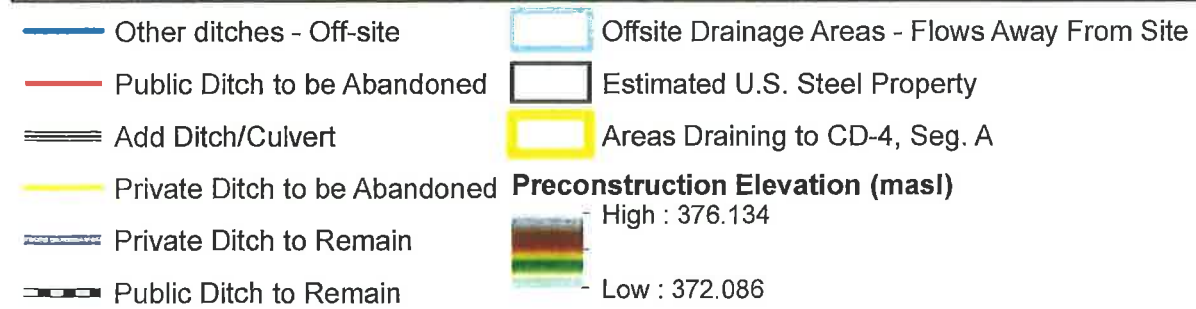 Other ditches - Off-site
Public Ditch to be Abandoned
Add Ditch/Culvert
Private Ditch to be Abandoned
Private Ditch to Remain
Public Ditch to Remain
Offsite Drainage Areas - Flows Away From Site
Estimated U.S. Steel Property
Areas Draining to CD-4, Seg. A
Preconstruction Elevation (masl)
High : 376.134
Low : 372.086